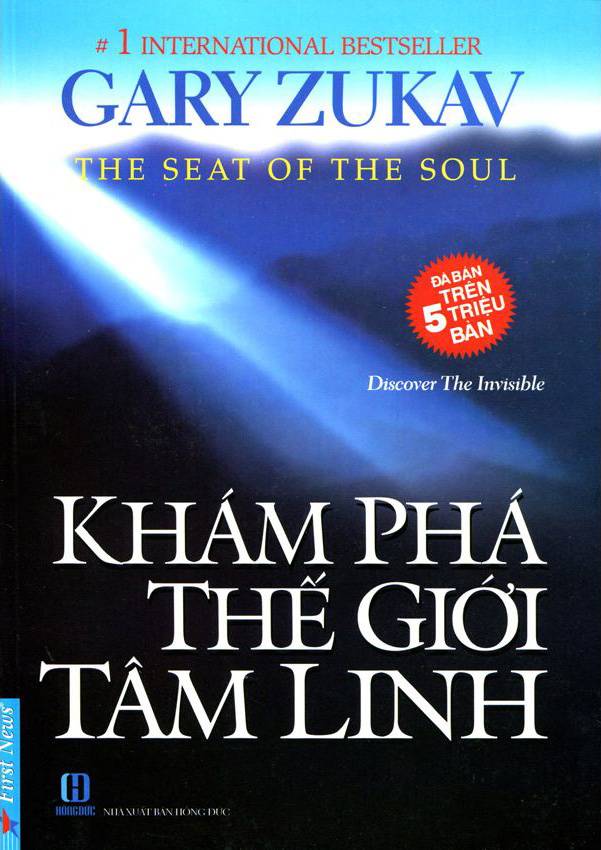 # 1 INTERNATIONAL BESTSELLER
GARY ZUKAV
THE SEAT OF THE SOUL
ĐÃ BÁN
TRÊN
5 TRIỆU
BẢN
Discover The Invisible
KHÁM PHÁ
THẾ GIỚI
TÂM LINH
First News
HỒNG ĐỨC
NHÀ XUẤT BẢN HỒNG ĐỨC